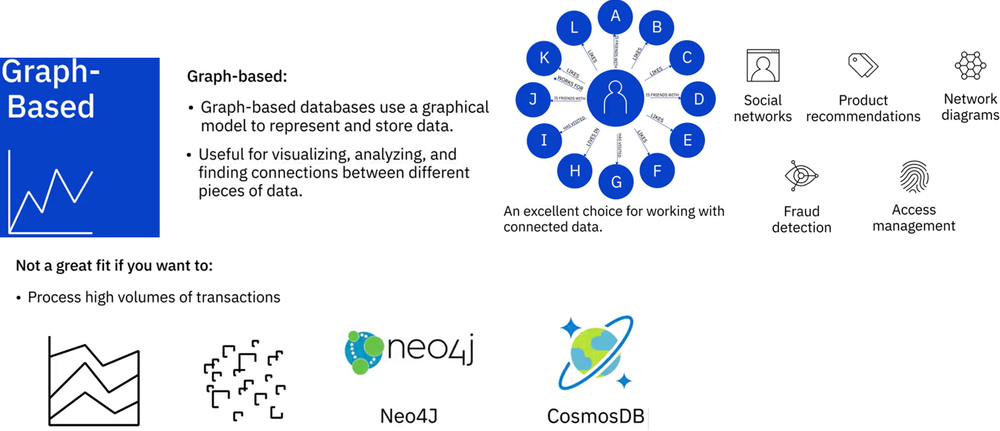 Graph-
Based
Graph-based:
• Graph-based databases use a graphical
model to represent and store data.
• Useful for visualizing, analyzing, and
finding connections between different
pieces of data.
A
B
C
D
E
F
G
H
I
J
K
L
IS FRIENDS WITH
LIKES
LIKES
IS FRIENDS WITH
LIKES
LIKES
HAS VISITED
LIVES IN
HAS VISITED
IS FRIENDS WITH
WORKS FOR
LIKES
LIKES
An excellent choice for working with
connected data.
Social
networks
Product
recommendations
Network
diagrams
Fraud
detection
Access
management
Not a great fit if you want to:
• Process high volumes of transactions
neo4j
Neo4J
CosmosDB